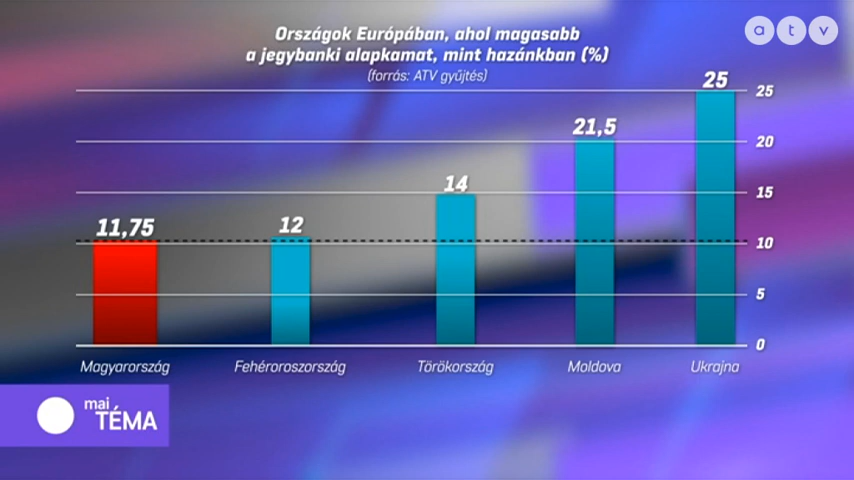 atv
Országok Európában, ahol magasabb
a jegybanki alapkamat, mint hazánkban (%)
(forrás: ATV gyűjtés)
25
25
21,5
20
14
15
11,75
12
10
5
0
Magyarország
Fehéroroszország
Törökország
Moldova
Ukrajna
mai
TÉMA